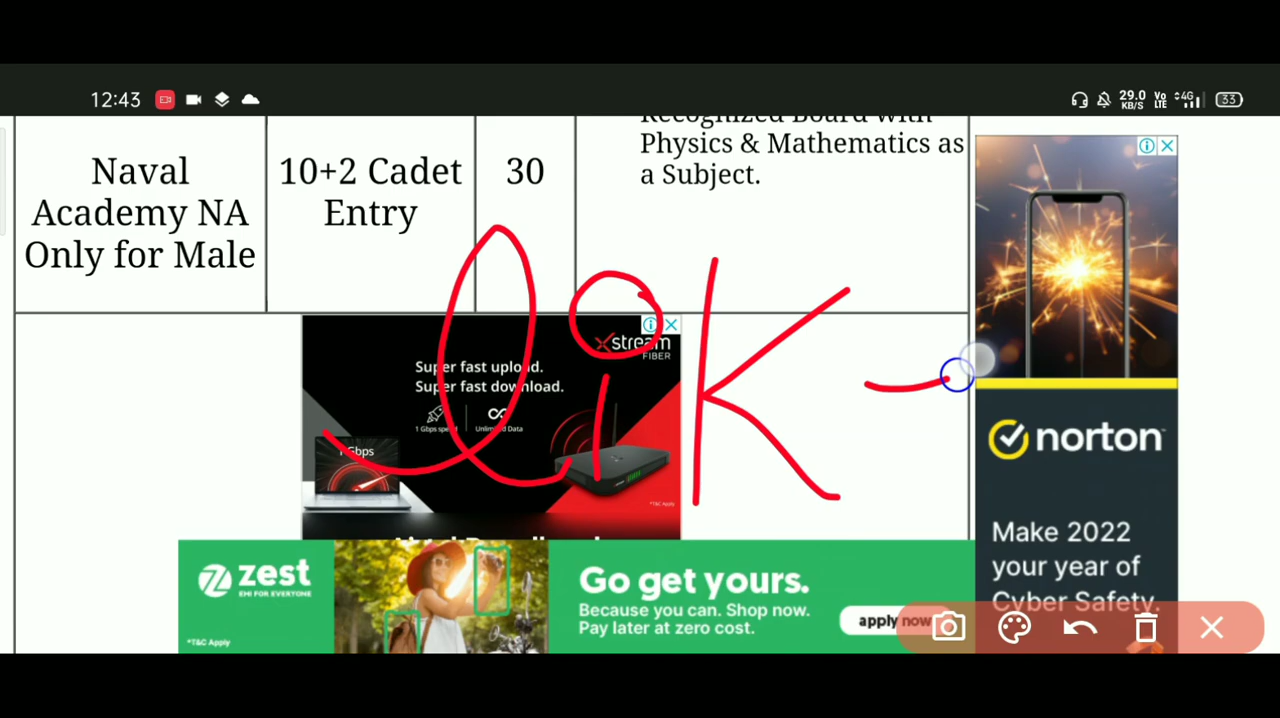 12:43
29.0 KB/S Vo LTE 4G 33
Recognized Board with
Physics & Mathematics as
a Subject.
Naval
Academy NA
Only for Male
10+2 Cadet
Entry
30
lik
xstream
FIBER
Super fast upload.
Super fast download.
1 Gbps speed
Unlimited Data
1 Gbps
*T&C Apply
zest
EMI FOR EVERYONE
*T&C Apply
Go get yours.
Because you can. Shop now.
Pay later at zero cost.
apply now
norton
Make 2022
your year of
Cyber Safety.